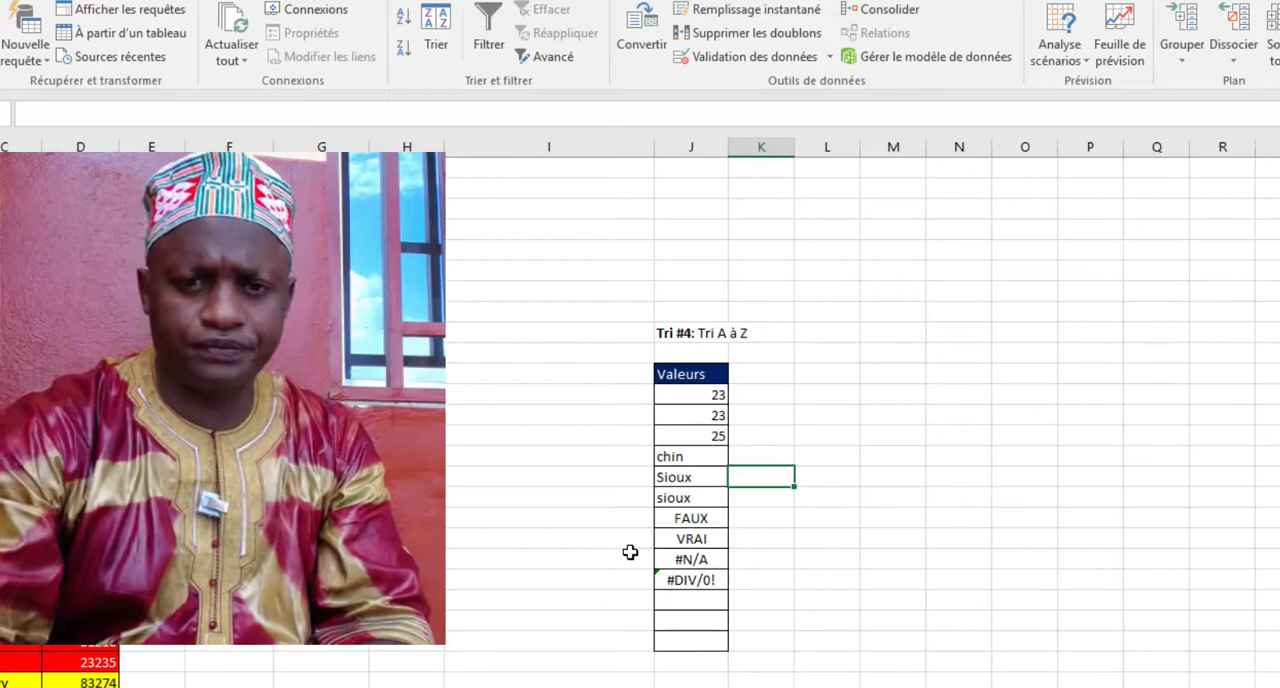 Afficher les requêtes
Connexions
Effacer
Remplissage instantané
Consolider
À partir d'un tableau
Propriétés
Réappliquer
Supprimer les doublons
Relations
Nouvelle requête
Sources récentes
Actualiser tout
Modifier les liens
Trier
Filtrer
Avancé
Convertir
Validation des données
Gérer le modèle de données
Analyse scénarios
Feuille de prévision
Grouper
Dissocier
Récupérer et transformer
Connexions
Trier et filtrer
Outils de données
Prévision
Plan
C D E F G H I J K L M N O P Q R
Tri #4: Tri A à Z
Valeurs
23
23
25
chin
Sioux
sioux
FAUX
VRAI
#N/A
#DIV/0!
23235
83274